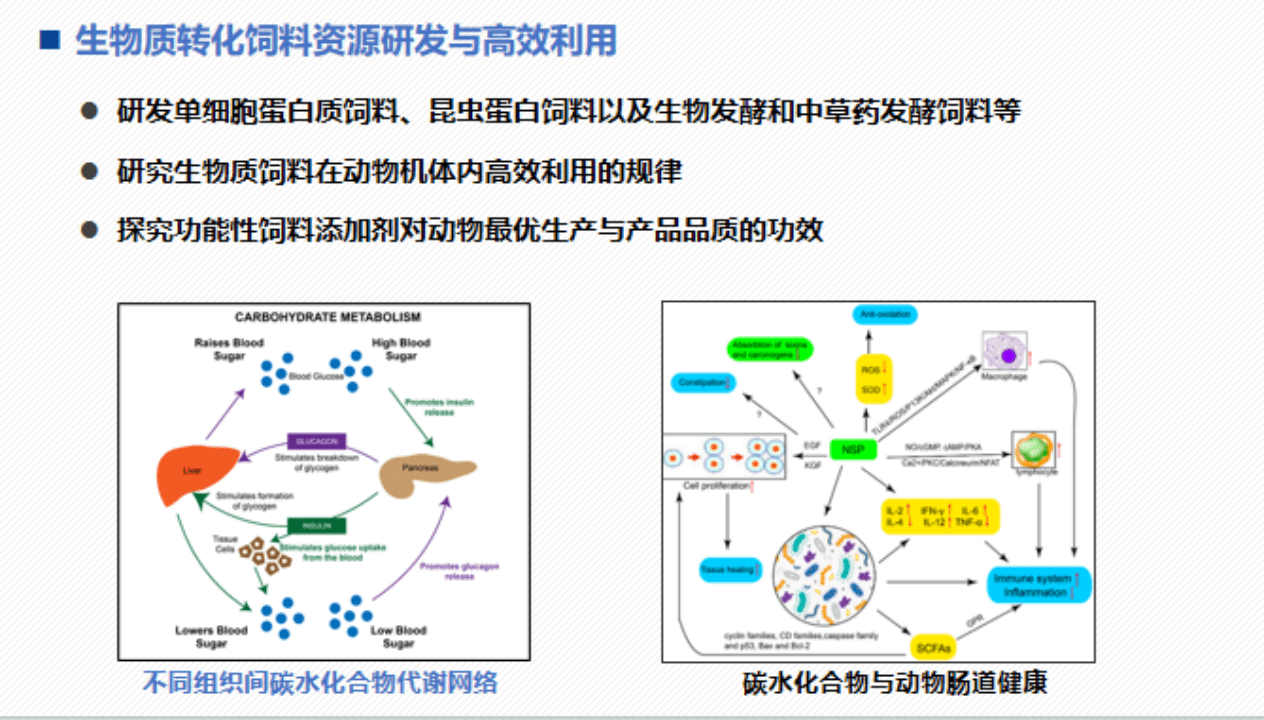 生物质转化饲料资源研发与高效利用
研发单细胞蛋白质饲料、昆虫蛋白饲料以及生物发酵和中草药发酵饲料等
研究生物质饲料在动物机体内高效利用的规律
探究功能性饲料添加剂对动物最优生产与产品品质的功效
CARBOHYDRATE METABOLISM
Raises Blood
Sugar
High Blood
Sugar
Blood Glucose
Promotes insulin
release
GLUCAGON
Stimulates breakdown
of glycogen
Liver
Pancreas
Stimulates formation
of glycogen
INSULIN
Tissue
Cells
Stimulates glucose uptake
from the blood
Promotes glucagon
release
Lowers Blood
Sugar
Low Blood
Sugar
不同组织间碳水化合物代谢网络
Anti-oxidation
Absorbtion of toxins
and carcinogens
ROS↓
SOD↑
Macrophage
Constipation
?
?
TLR4/ROS/P13K/Akt/MAPK/NF-κB
EGF
KGF
NSP
NO/cGMP, cAMP/PKA
Ca2+/PKC/Calcineurin/NFAT
lymphocyte
Cell proliferation↑
IL-2↑ IFN-γ↑ IL-6↑
IL-4↓ IL-12↑ TNF-α↓
Tissue healing↑
Immune system↑
Inflammation↓
GPR
cyclin families, CD families,caspase family
and p53, Bax and Bcl-2
SCFAs
碳水化合物与动物肠道健康